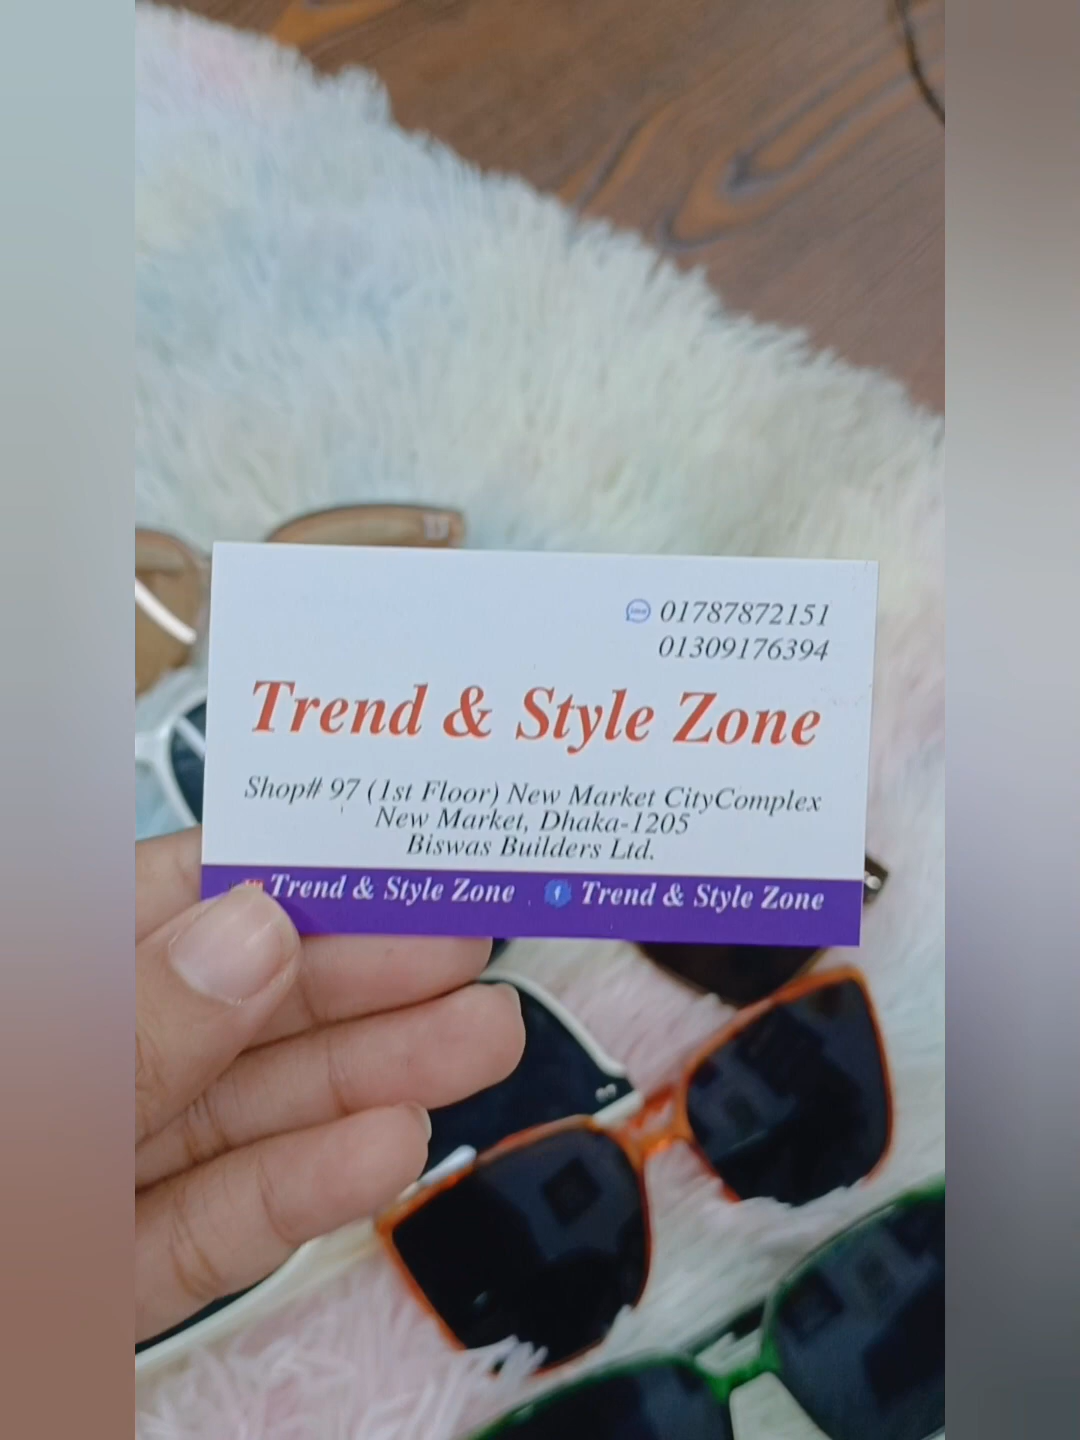 01787872151
01309176394
Trend & Style Zone
Shop# 97 (1st Floor) New Market CityComplex
New Market, Dhaka-1205
Biswas Builders Ltd.
Trend & Style Zone Trend & Style Zone